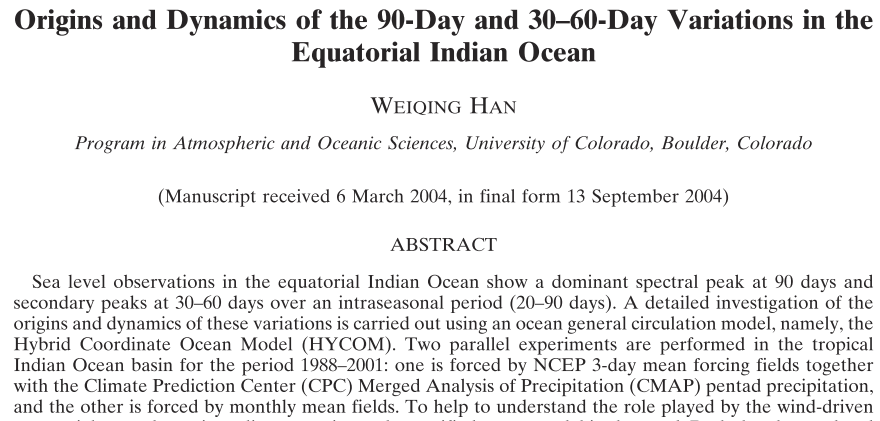 Origins and Dynamics of the 90-Day and 30–60-Day Variations in the
Equatorial Indian Ocean
WEIQING HAN
Program in Atmospheric and Oceanic Sciences, University of Colorado, Boulder, Colorado
(Manuscript received 6 March 2004, in final form 13 September 2004)
ABSTRACT
Sea level observations in the equatorial Indian Ocean show a dominant spectral peak at 90 days and
secondary peaks at 30–60 days over an intraseasonal period (20–90 days). A detailed investigation of the
origins and dynamics of these variations is carried out using an ocean general circulation model, namely, the
Hybrid Coordinate Ocean Model (HYCOM). Two parallel experiments are performed in the tropical
Indian Ocean basin for the period 1988–2001: one is forced by NCEP 3-day mean forcing fields together
with the Climate Prediction Center (CPC) Merged Analysis of Precipitation (CMAP) pentad precipitation,
and the other is forced by monthly mean fields. To help to understand the role played by the wind-driven